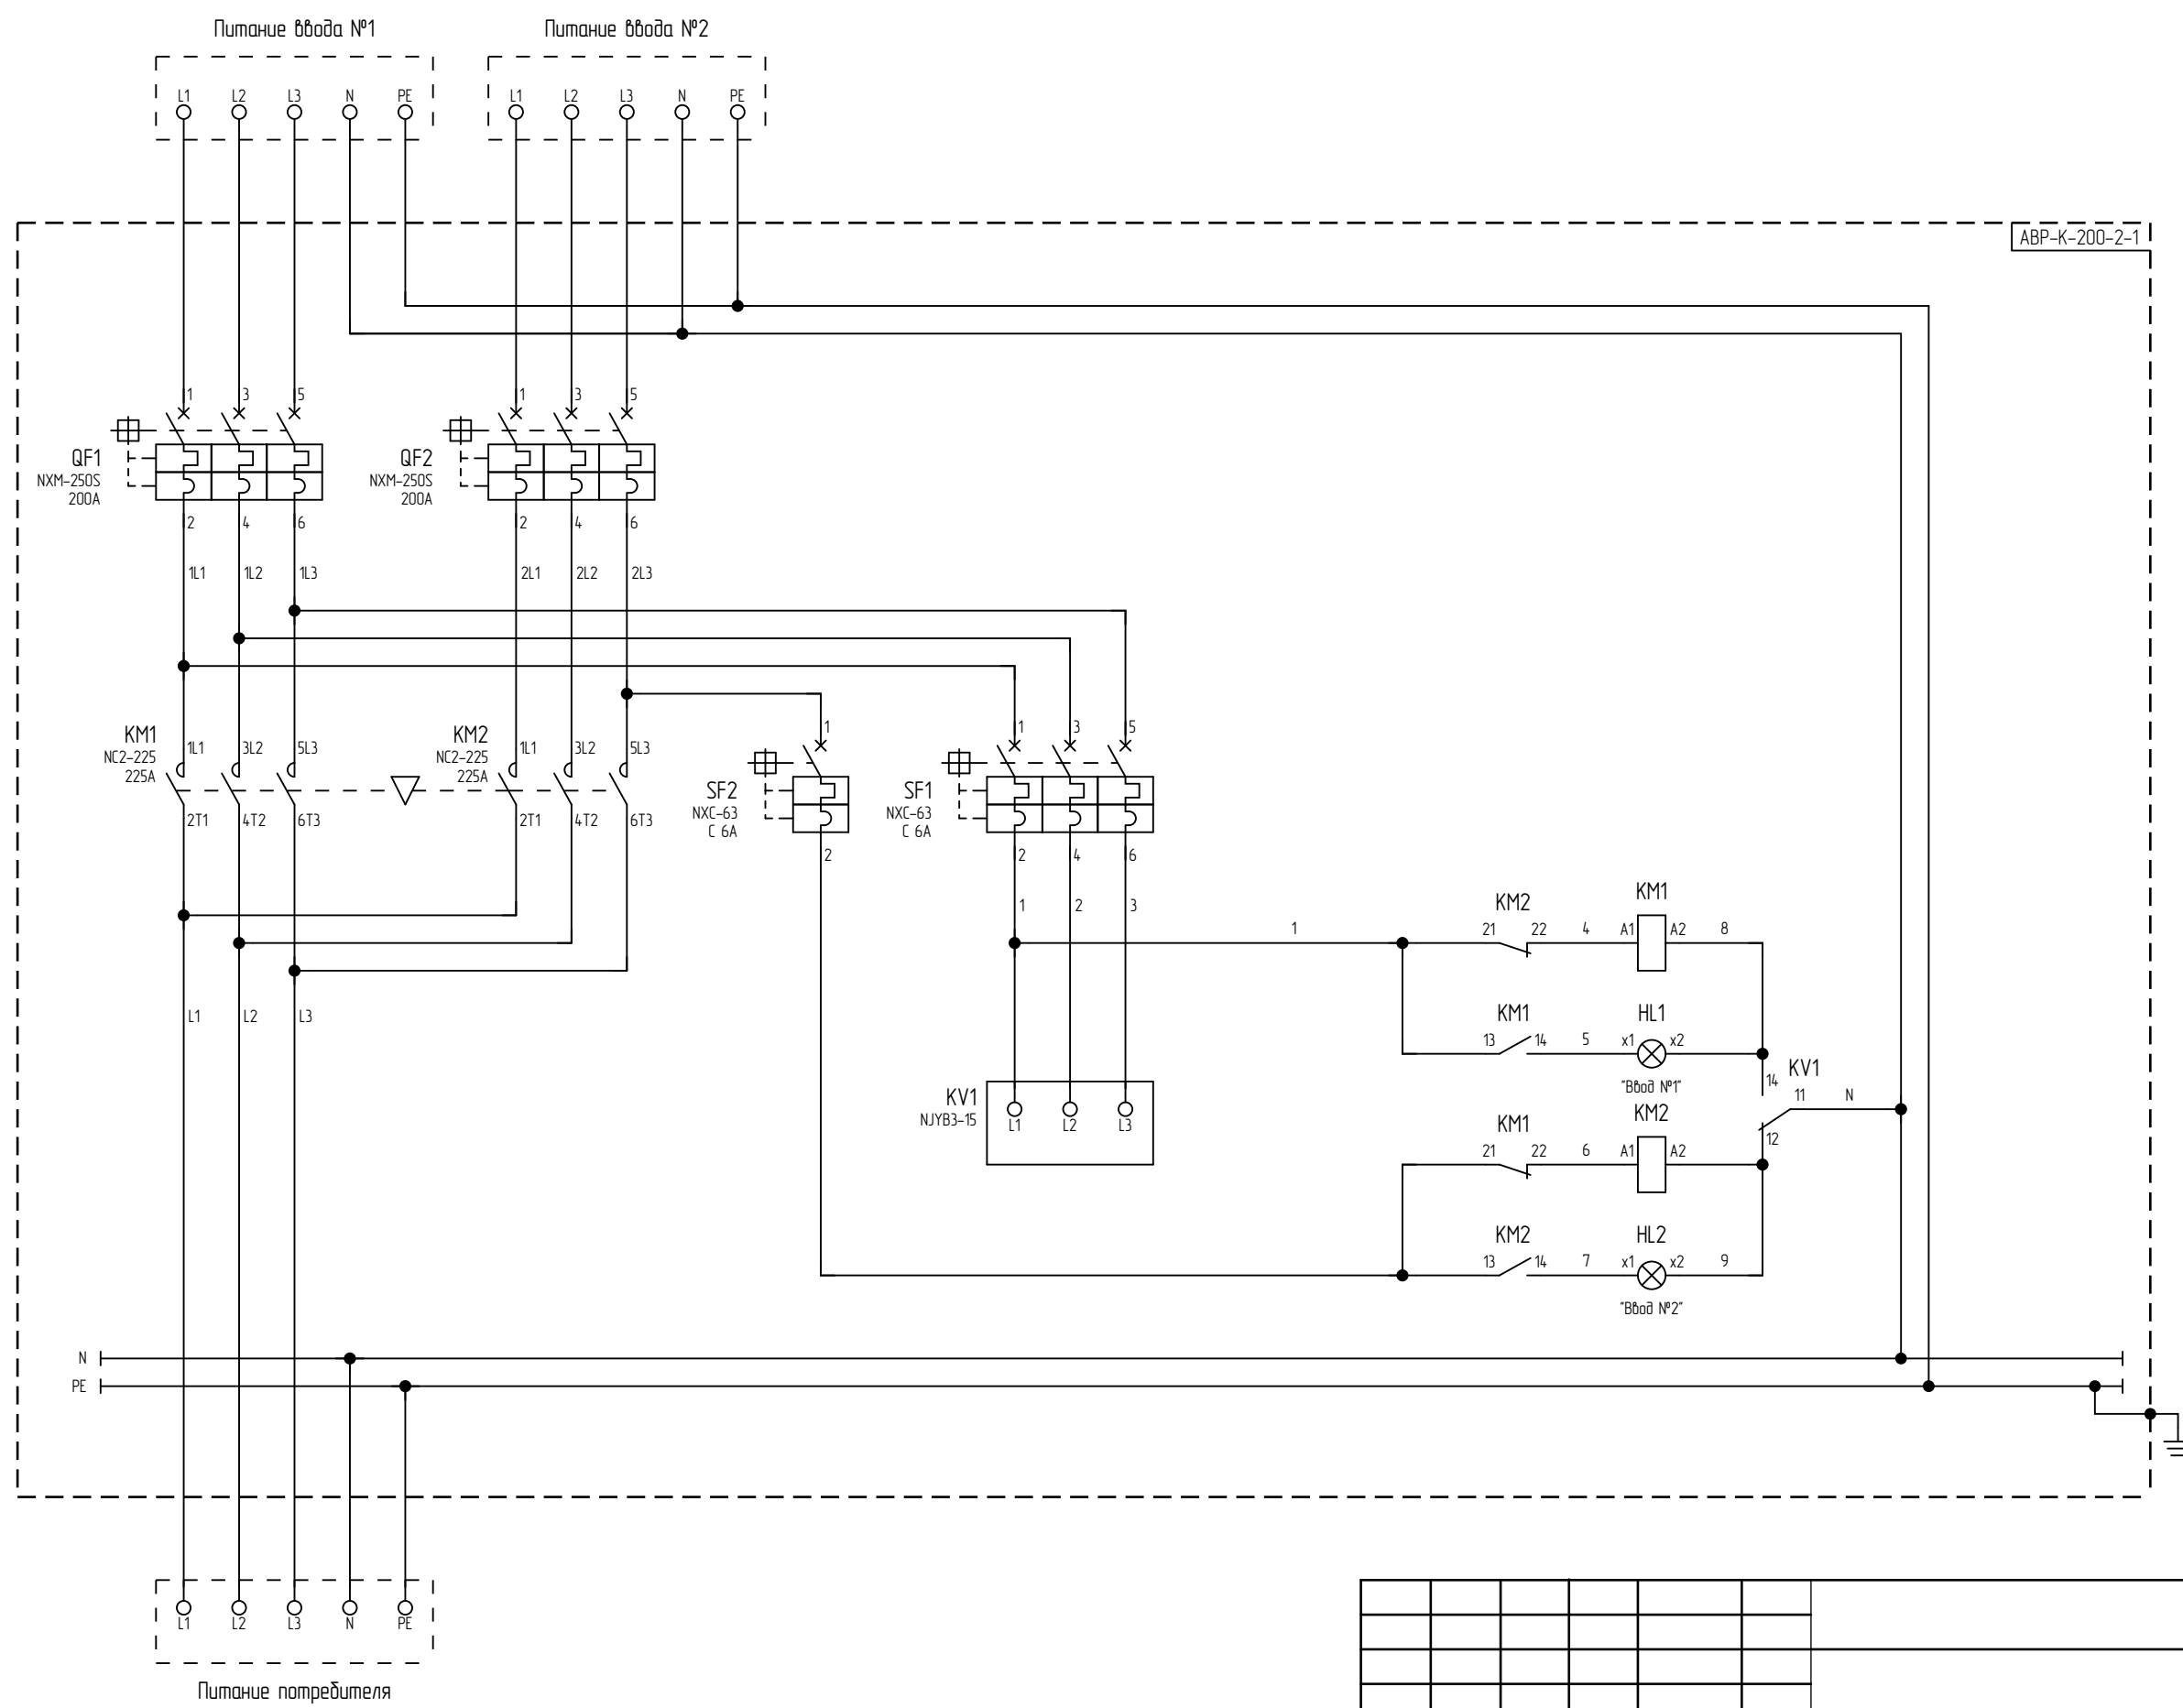 Питание ввода №1 Питание ввода №2
L1 L2 L3 N PE L1 L2 L3 N PE
АВР-К-200-2-1
1 3 5 1 3 5
QF1 QF2
NXM-250S NXM-250S
200A 200A
2 4 6 2 4 6
1L1 1L2 1L3 2L1 2L2 2L3
1 1 3 5
KM1 KM2
1L1 3L2 5L3 1L1 3L2 5L3
NC2-225 NC2-225
225A 225A
SF2 SF1
NXC-63 NXC-63
C 6A C 6A
2T1 4T2 6T3 2T1 4T2 6T3
2 2 4 6
1 2 3
KM2 KM1
1 21 22 4 A1 A2 8
L1 L2 L3
KM1 HL1
13 14 5 x1 x2
"Ввод №1"
KV1
14 11 N
KV1
NJYB3-15
L1 L2 L3
KM1 KM2
12
21 22 6 A1 A2
KM2 HL2
13 14 7 x1 x2 9
"Ввод №2"
N
PE
L1 L2 L3 N PE
Питание потребителя